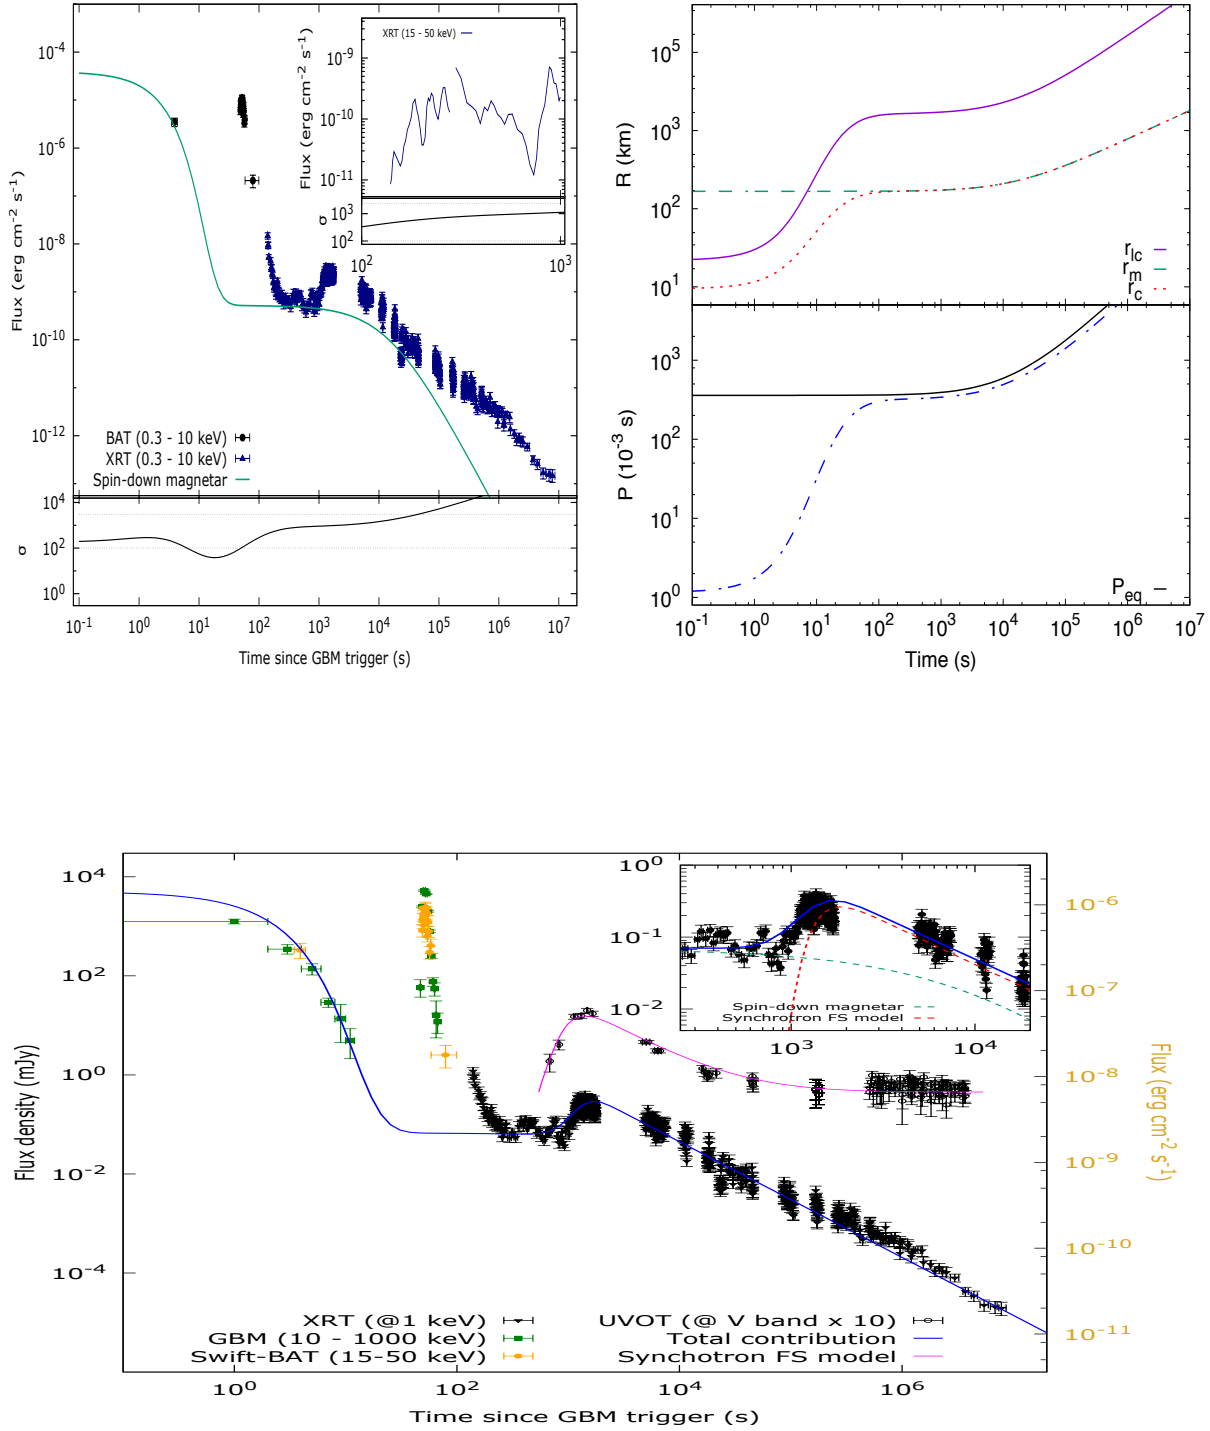 10^-4
10^-6
10^-8
10^-10
10^-12
Flux (erg cm^-2 s^-1)
BAT (0.3 - 10 keV)
XRT (0.3 - 10 keV)
Spin-down magnetar
XRT (15 - 50 keV)
10^-9
10^-10
10^-11
Flux (erg cm^-2 s^-1)
10^3
10^2
σ
10^2 10^3
10^4
10^2
10^0
σ
10^-1 10^0 10^1 10^2 10^3 10^4 10^5 10^6 10^7
Time since GBM trigger (s)
10^5
10^3
10^2
10^1
R (km)
r_lc
r_m
r_c
10^3
10^2
10^1
10^0
P (10^-3 s)
P_eq
10^-1 10^0 10^1 10^2 10^3 10^4 10^5 10^6 10^7
Time (s)
10^4
10^2
10^0
10^-2
10^-4
Flux density (mJy)
10^0
10^-1
10^-2
Spin-down magnetar
Synchotron FS model
10^3 10^4
10^-6
10^-7
10^-8
10^-9
10^-10
10^-11
Flux (erg cm^-2 s^-1)
XRT (@1 keV)
GBM (10 - 1000 keV)
Swift-BAT (15-50 keV)
UVOT (@ V band x 10)
Total contribution
Synchotron FS model
10^0 10^2 10^4 10^6
Time since GBM trigger (s)